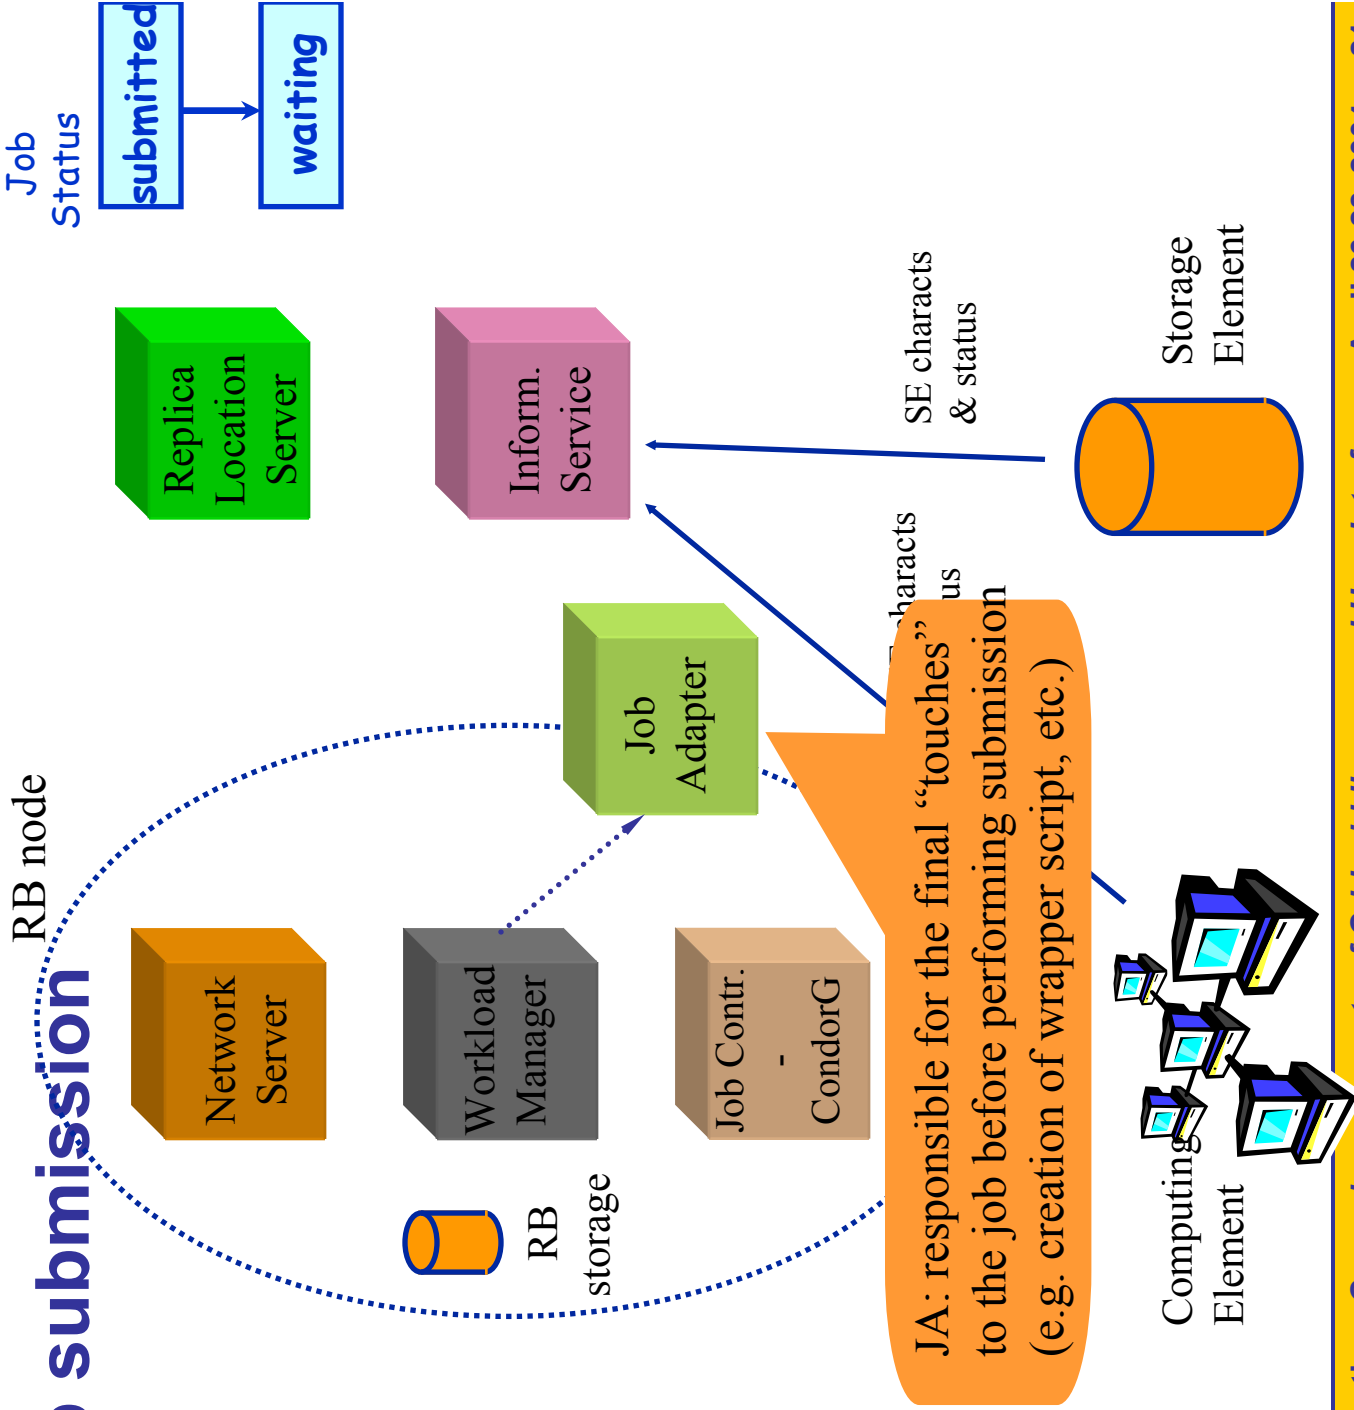 submission
RB node
Job
Status
submitted
waiting
Network
Server
Replica
Location
Server
RB
storage
Workload
Manager
Inform.
Service
Job
Adapter
Job Contr.
-
CondorG
characts
SE characts
& status
JA: responsible for the final “touches”
to the job before performing submission
(e.g. creation of wrapper script, etc.)
Computing
Element
Storage
Element